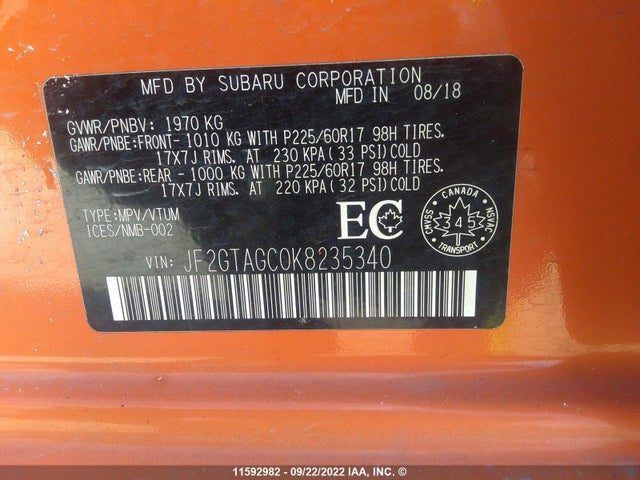 MFD BY SUBARU CORPORATION
MFD IN 08/18
GVWR/PNBV: 1970 KG
GAWR/PNBE:FRONT- 1010 KG WITH P225/60R17 98H TIRES.
17X7J RIMS. AT 230 KPA (33 PSI)COLD
GAWR/PNBE:REAR - 1000 KG WITH P225/60R17 98H TIRES.
17X7J RIMS. AT 220 KPA (32 PSI)COLD
TYPE:MPV/VTUM
ICES/NMB-002
EC
CANADA
CMVSS
345
NSVAC
TRANSPORT
VIN: JF2GTAGC0K8235340
11592982 - 09/22/2022 IAA, INC. ©